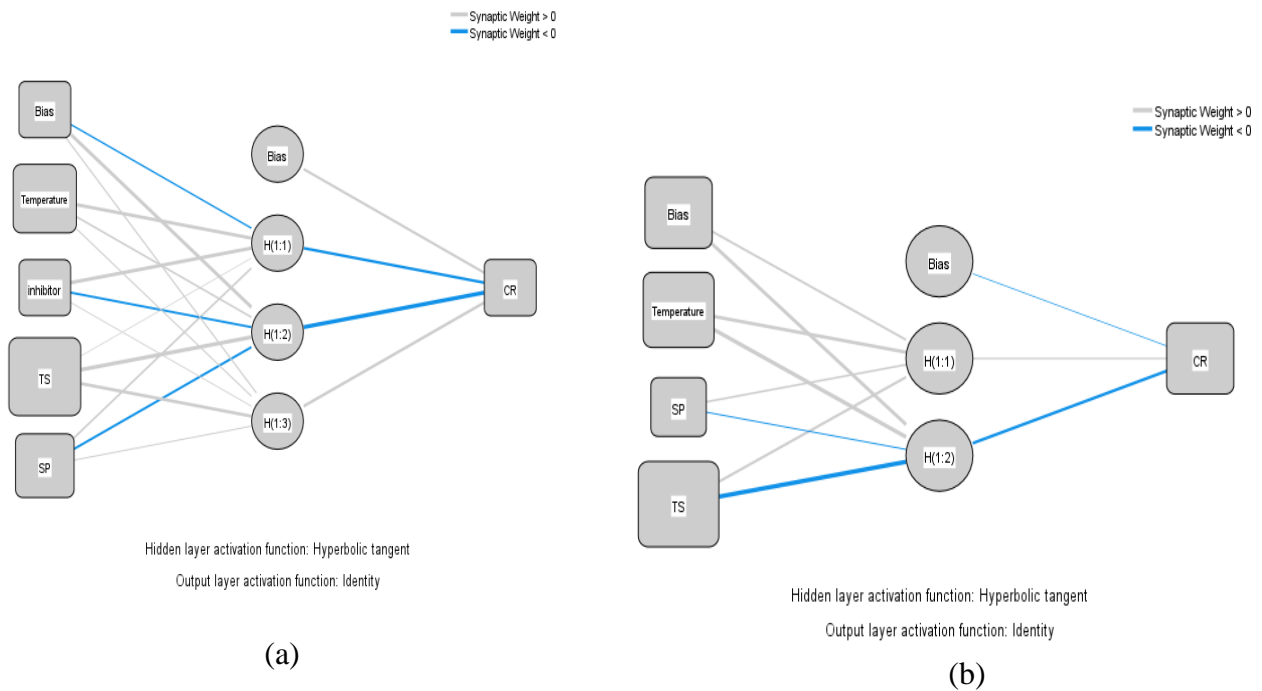 Synaptic Weight > 0
Synaptic Weight < 0
Bias
Temperature
inhibitor
TS
SP
Bias
H(1:1)
H(1:2)
H(1:3)
CR
Hidden layer activation function: Hyperbolic tangent
Output layer activation function: Identity
(a)
Synaptic Weight > 0
Synaptic Weight < 0
Bias
Temperature
SP
TS
Bias
H(1:1)
H(1:2)
CR
Hidden layer activation function: Hyperbolic tangent
Output layer activation function: Identity
(b)